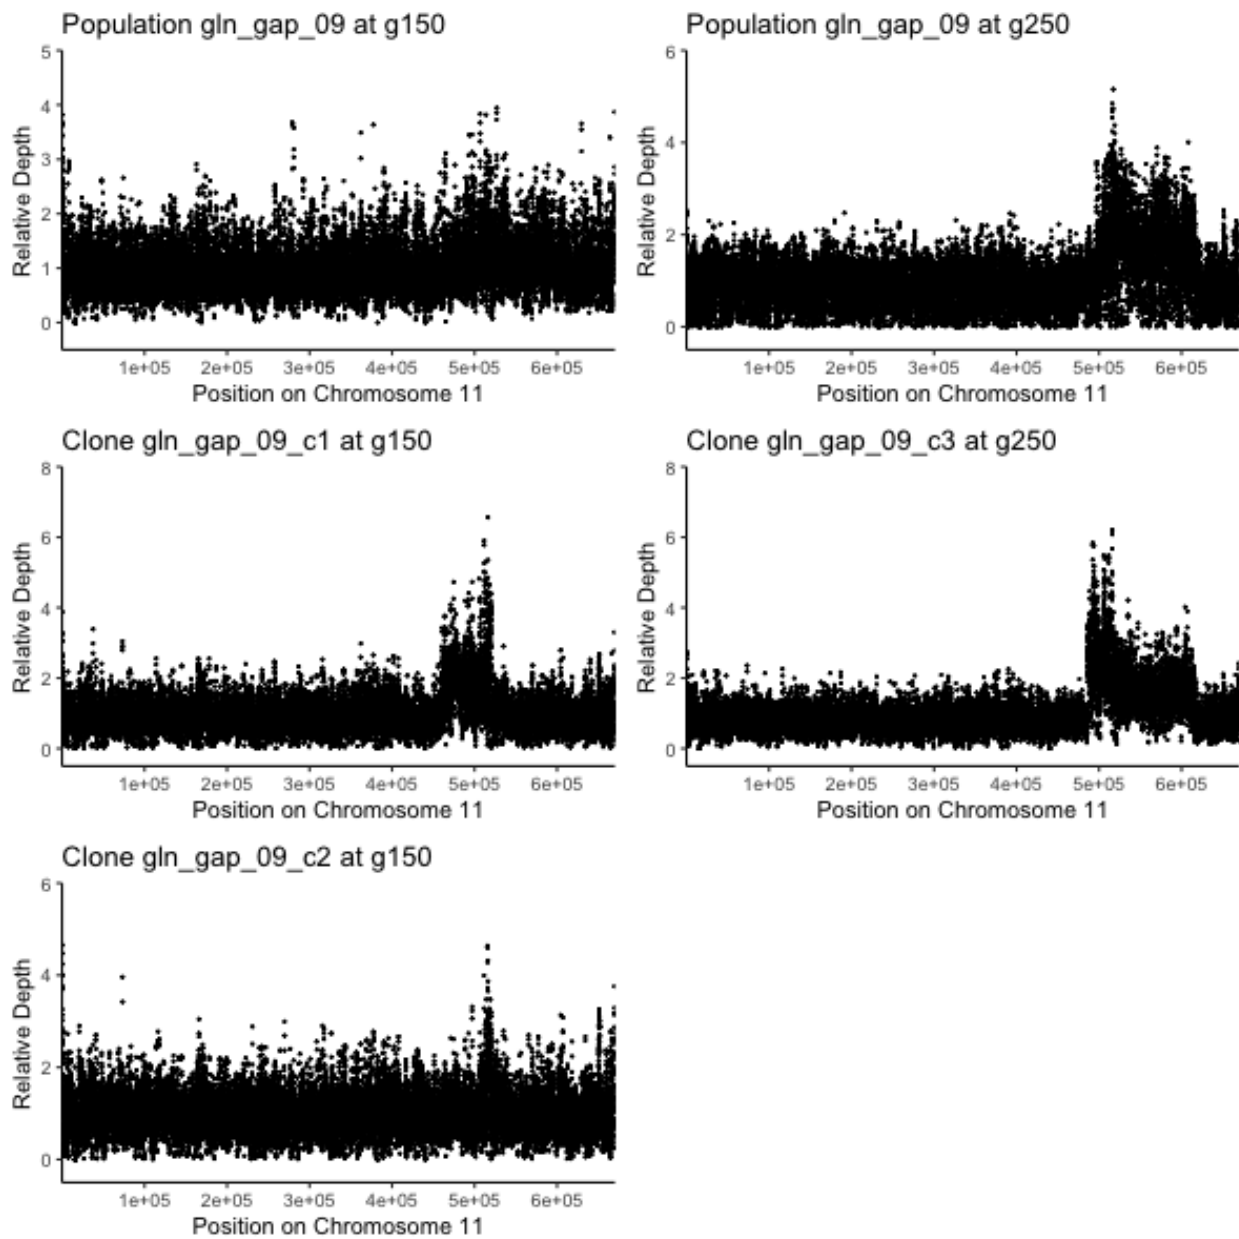 Population gln_gap_09 at g150
5
4
3
2
1
0
Relative Depth
1e+05 2e+05 3e+05 4e+05 5e+05 6e+05
Position on Chromosome 11
Population gln_gap_09 at g250
6
4
2
0
Relative Depth
1e+05 2e+05 3e+05 4e+05 5e+05 6e+05
Position on Chromosome 11
Clone gln_gap_09_c1 at g150
8
6
4
2
0
Relative Depth
1e+05 2e+05 3e+05 4e+05 5e+05 6e+05
Position on Chromosome 11
Clone gln_gap_09_c3 at g250
8
6
4
2
0
Relative Depth
1e+05 2e+05 3e+05 4e+05 5e+05 6e+05
Position on Chromosome 11
Clone gln_gap_09_c2 at g150
6
4
2
0
Relative Depth
1e+05 2e+05 3e+05 4e+05 5e+05 6e+05
Position on Chromosome 11